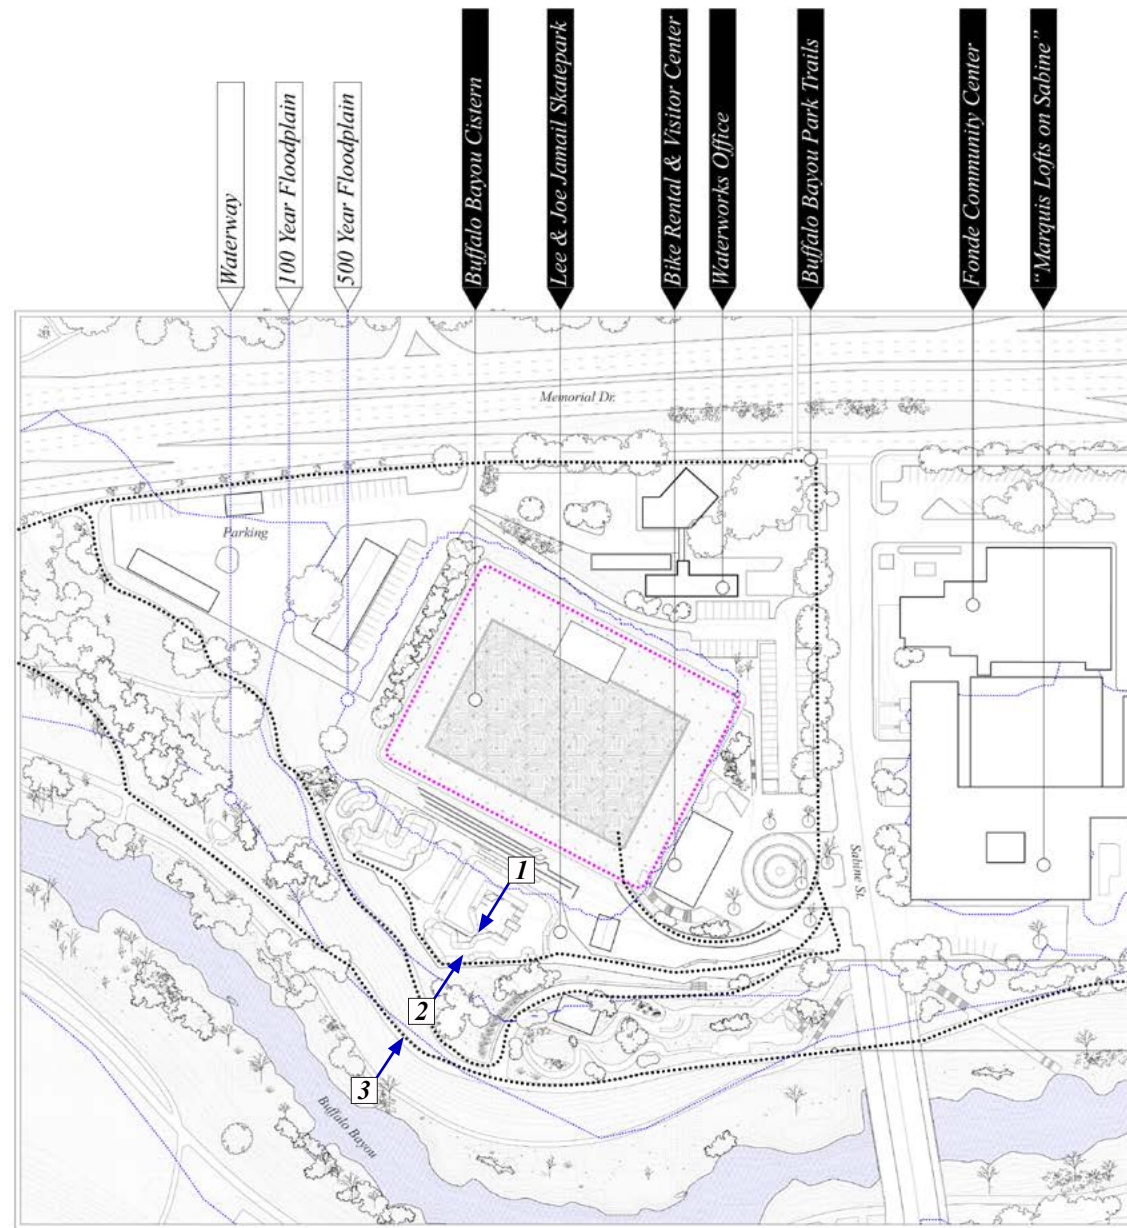 Waterway
100 Year Floodplain
500 Year Floodplain
Buffalo Bayou Cistern
Lee & Joe Jamail Skatepark
Bike Rental & Visitor Center
Waterworks Office
Buffalo Bayou Park Trails
Fonde Community Center
“Marquis Lofts on Sabine”
Memorial Dr.
Parking
Sabine St.
1
2
3
Buffalo Bayou